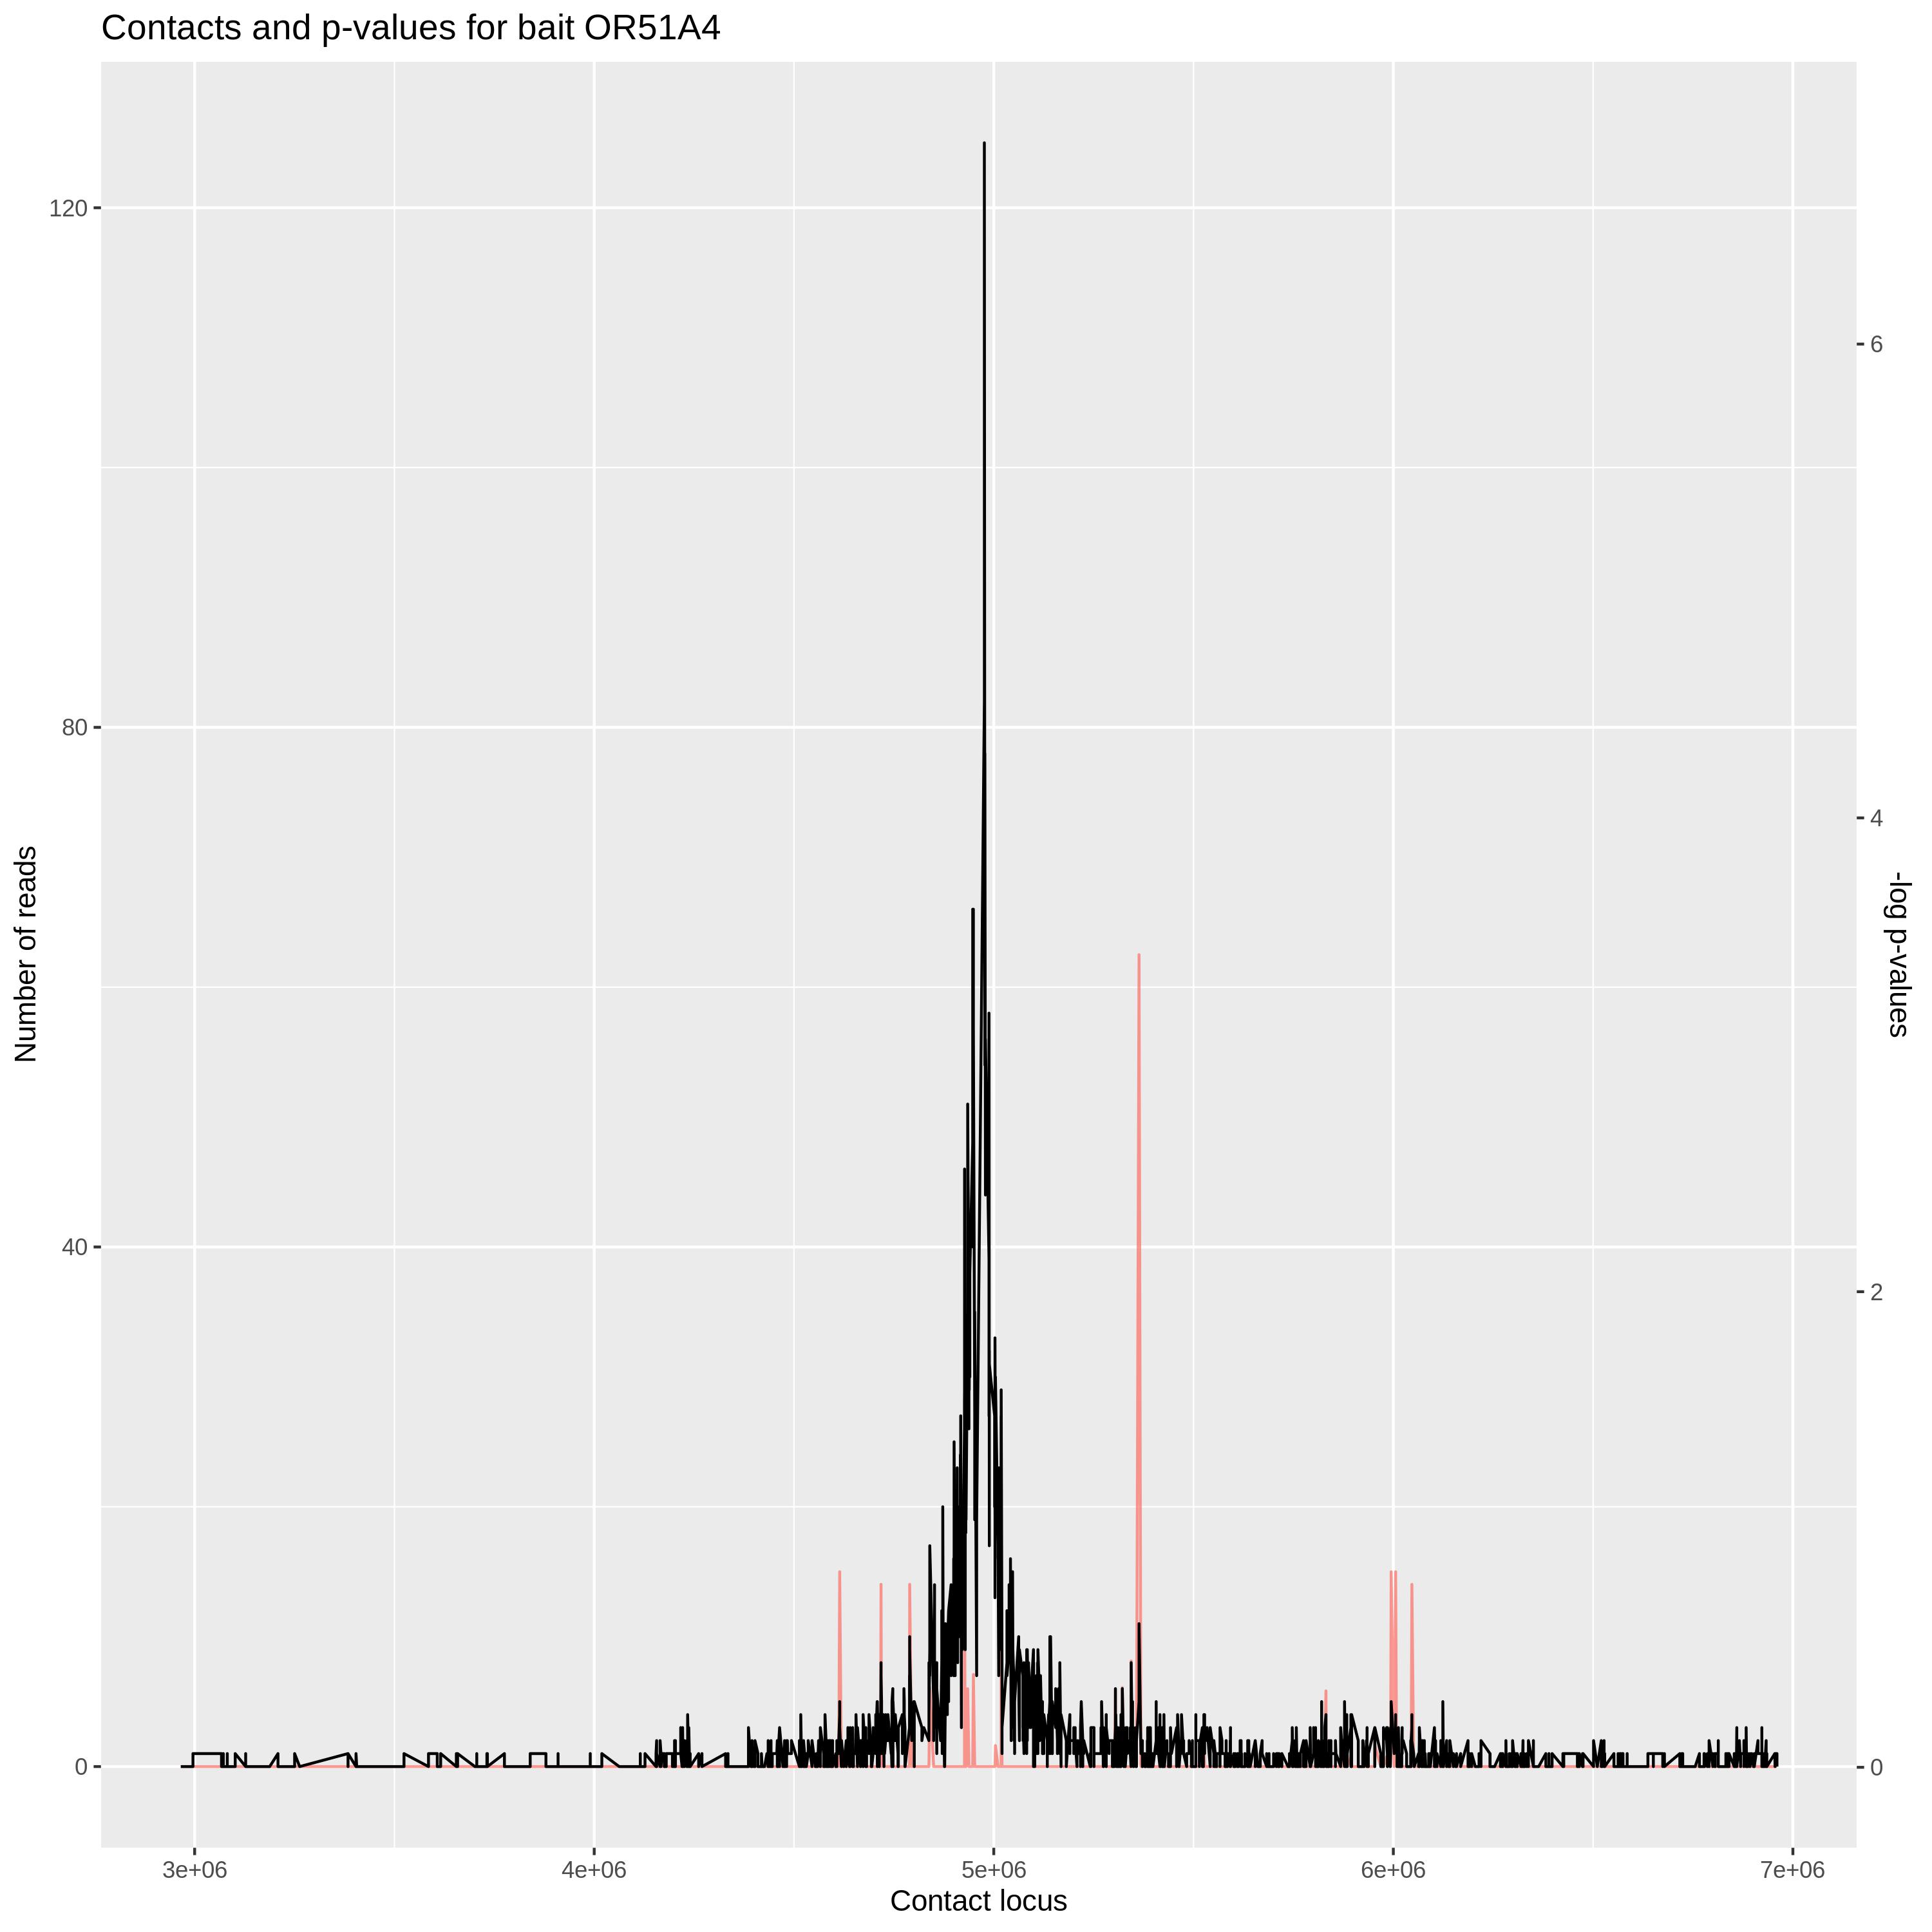 Contacts and p-values for bait OR51A4
120
80
40
0
Number of reads
6
4
2
0
-log p-values
3e+06 4e+06 5e+06 6e+06 7e+06
Contact locus